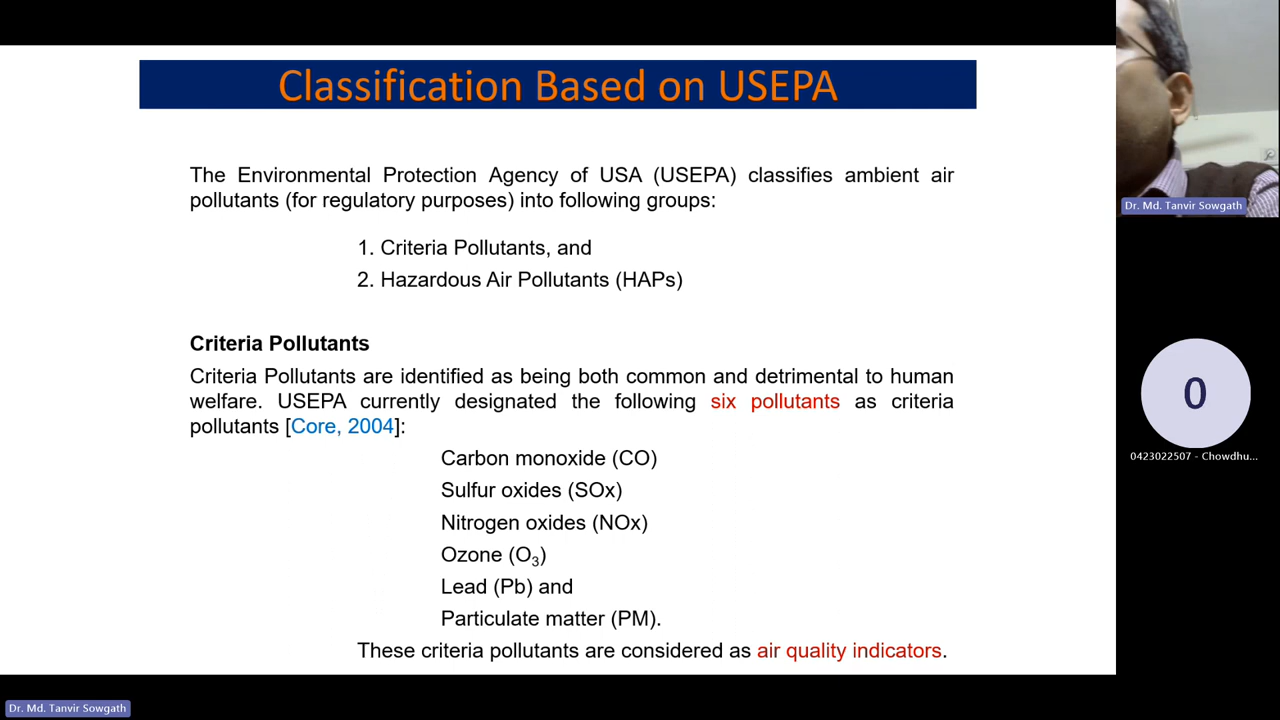 Classification Based on USEPA
The Environmental Protection Agency of USA (USEPA) classifies ambient air
pollutants (for regulatory purposes) into following groups:
1. Criteria Pollutants, and
2. Hazardous Air Pollutants (HAPs)
Criteria Pollutants
Criteria Pollutants are identified as being both common and detrimental to human
welfare. USEPA currently designated the following six pollutants as criteria
pollutants [Core, 2004]:
Carbon monoxide (CO)
Sulfur oxides (SOx)
Nitrogen oxides (NOx)
Ozone (O₃)
Lead (Pb) and
Particulate matter (PM).
These criteria pollutants are considered as air quality indicators.
Dr. Md. Tanvir Sowgath
0
0423022507 - Chowdhu...
Dr. Md. Tanvir Sowgath